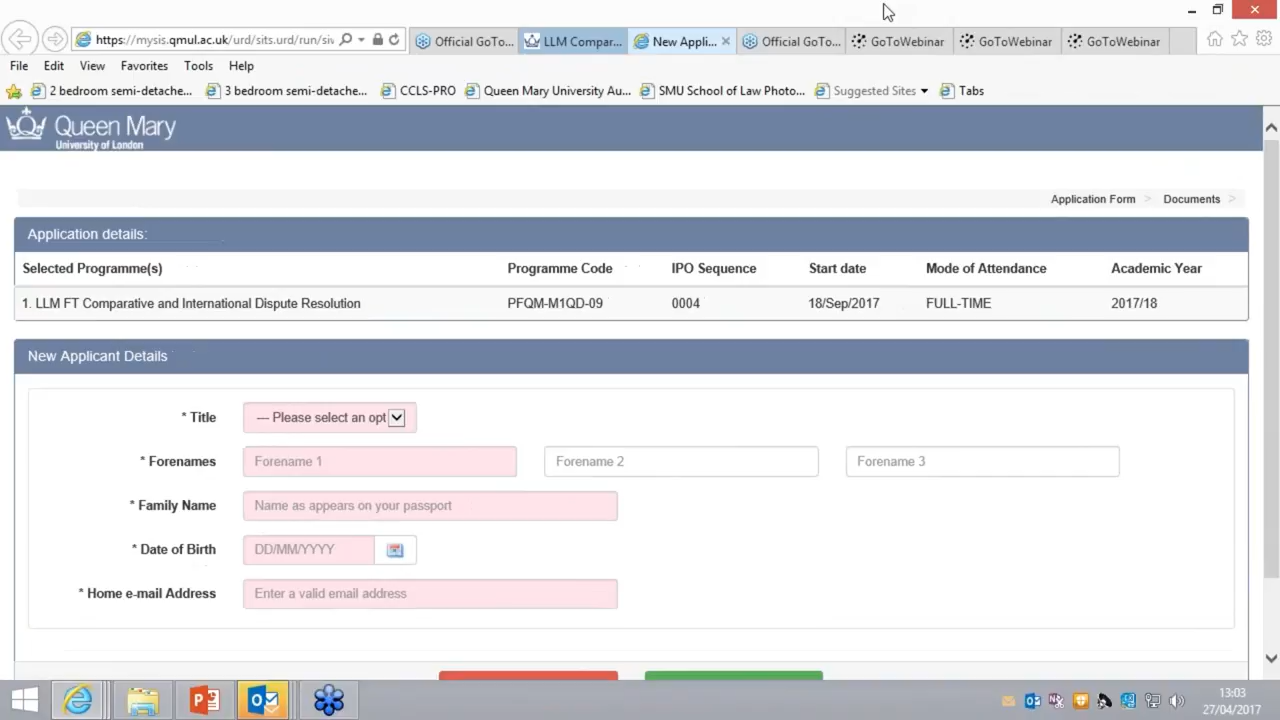 https://mysis.qmul.ac.uk/urd/sits.urd/run/siv
Official GoTo...
LLM Compar...
New Appli...
Official GoTo...
GoToWebinar
GoToWebinar
GoToWebinar
File Edit View Favorites Tools Help
2 bedroom semi-detache...
3 bedroom semi-detache...
CCLS-PRO
Queen Mary University Au...
SMU School of Law Photo...
Suggested Sites
Tabs
Queen Mary
University of London
Application Form > Documents >
Application details:
Selected Programme(s) Programme Code IPO Sequence Start date Mode of Attendance Academic Year
1. LLM FT Comparative and International Dispute Resolution PFQM-M1QD-09 0004 18/Sep/2017 FULL-TIME 2017/18
New Applicant Details
* Title --- Please select an opt
* Forenames Forename 1 Forename 2 Forename 3
* Family Name Name as appears on your passport
* Date of Birth DD/MM/YYYY
* Home e-mail Address Enter a valid email address
13:03
27/04/2017